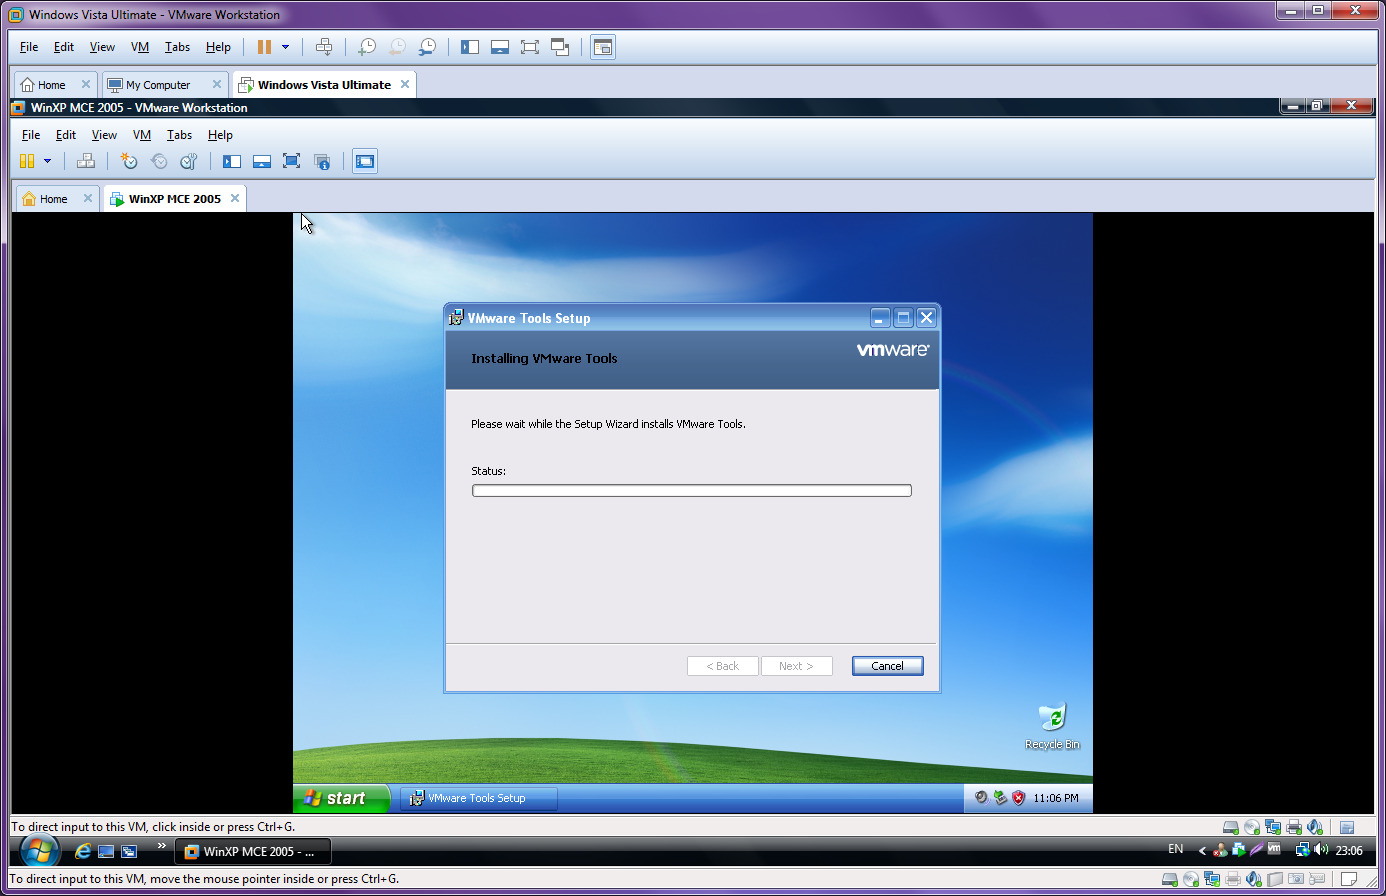 Windows Vista Ultimate - VMware Workstation
File Edit View VM Tabs Help
Home My Computer Windows Vista Ultimate
WinXP MCE 2005 - VMware Workstation
File Edit View VM Tabs Help
Home WinXP MCE 2005
VMware Tools Setup
Installing VMware Tools
vmware
Please wait while the Setup Wizard installs VMware Tools.
Status:
< Back Next > Cancel
Recycle Bin
start VMware Tools Setup 11:06 PM
To direct input to this VM, click inside or press Ctrl+G.
WinXP MCE 2005 - ... EN vm 23:06
To direct input to this VM, move the mouse pointer inside or press Ctrl+G.